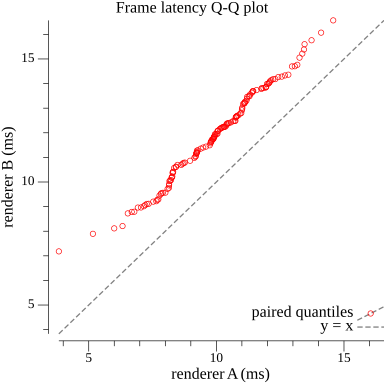 Frame latency Q-Q plot
renderer B (ms)
15
10
5
paired quantiles
y = x
5
10
15
renderer A (ms)